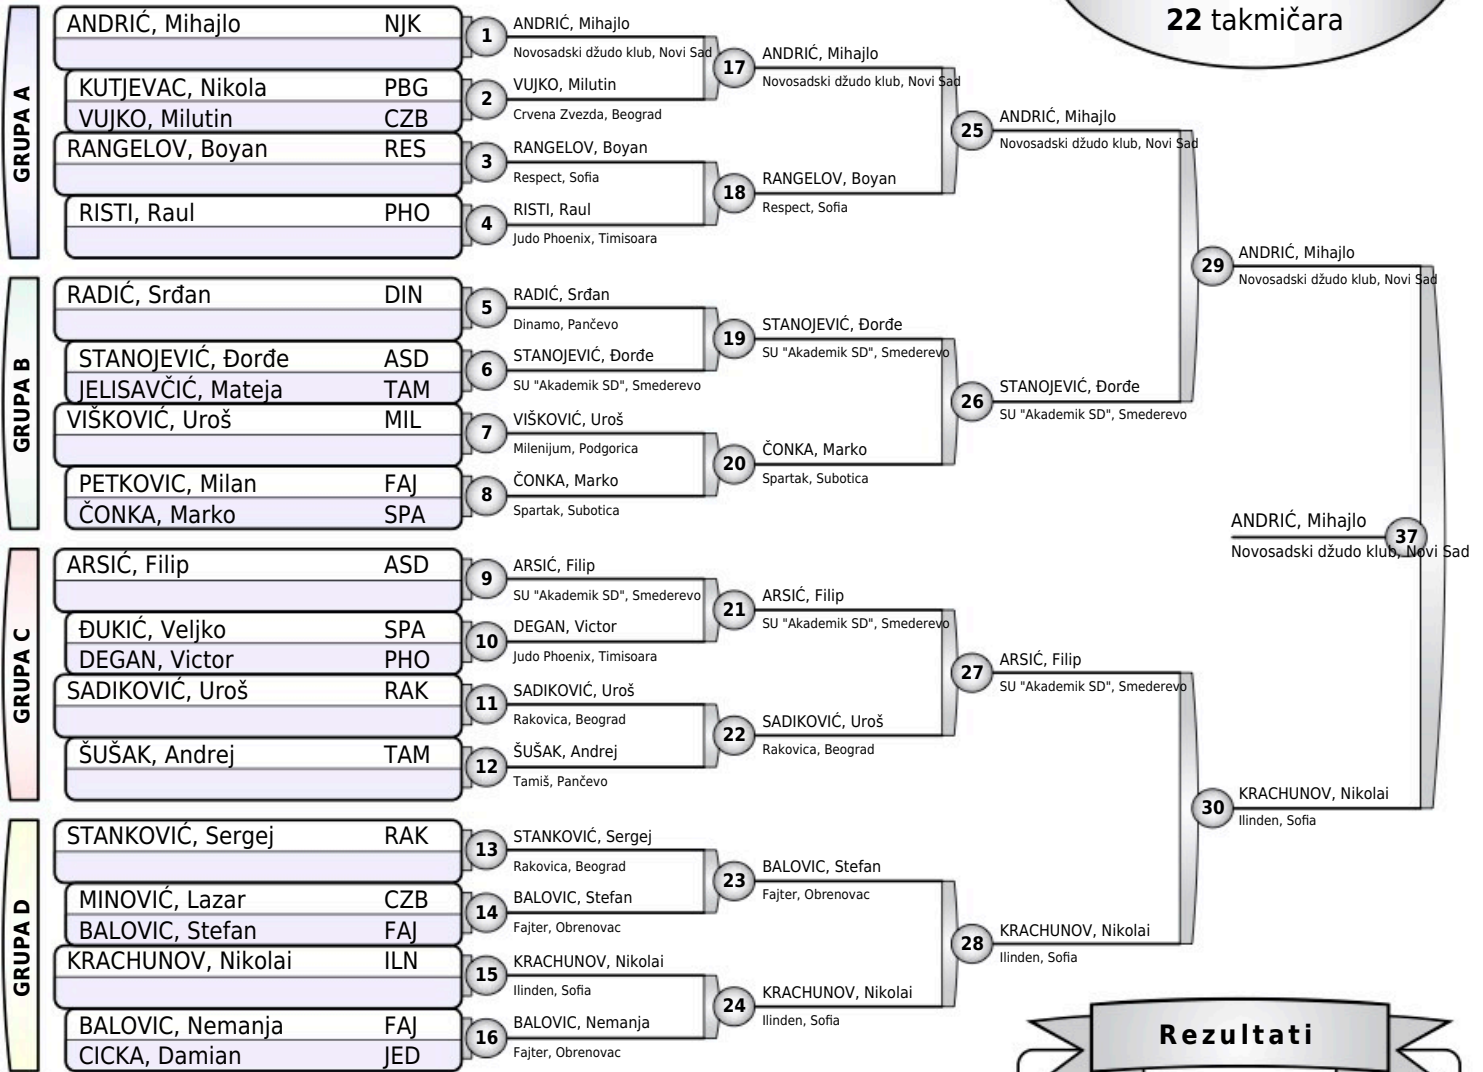 22 takmičara
GRUPA A
ANDRIĆ, Mihajlo NJK
KUTJEVAC, Nikola PBG
VUJKO, Milutin CZB
RANGELOV, Boyan RES
RISTI, Raul PHO
GRUPA B
RADIĆ, Srđan DIN
STANOJEVIĆ, Đorđe ASD
JELISAVČIĆ, Mateja TAM
VIŠKOVIĆ, Uroš MIL
PETKOVIC, Milan FAJ
ČONKA, Marko SPA
GRUPA C
ARSIĆ, Filip ASD
ĐUKIĆ, Veljko SPA
DEGAN, Victor PHO
SADIKOVIĆ, Uroš RAK
ŠUŠAK, Andrej TAM
GRUPA D
STANKOVIĆ, Sergej RAK
MINOVIĆ, Lazar CZB
BALOVIC, Stefan FAJ
KRACHUNOV, Nikolai ILN
BALOVIC, Nemanja FAJ
CICKA, Damian JED
1 ANDRIĆ, Mihajlo
Novosadski džudo klub, Novi Sad
2 VUJKO, Milutin
Crvena Zvezda, Beograd
3 RANGELOV, Boyan
Respect, Sofia
4 RISTI, Raul
Judo Phoenix, Timisoara
5 RADIĆ, Srđan
Dinamo, Pančevo
6 STANOJEVIĆ, Đorđe
SU "Akademik SD", Smederevo
7 VIŠKOVIĆ, Uroš
Milenijum, Podgorica
8 ČONKA, Marko
Spartak, Subotica
9 ARSIĆ, Filip
SU "Akademik SD", Smederevo
10 DEGAN, Victor
Judo Phoenix, Timisoara
11 SADIKOVIĆ, Uroš
Rakovica, Beograd
12 ŠUŠAK, Andrej
Tamiš, Pančevo
13 STANKOVIĆ, Sergej
Rakovica, Beograd
14 BALOVIC, Stefan
Fajter, Obrenovac
15 KRACHUNOV, Nikolai
Ilinden, Sofia
16 BALOVIC, Nemanja
Fajter, Obrenovac
17 ANDRIĆ, Mihajlo
Novosadski džudo klub, Novi Sad
18 RANGELOV, Boyan
Respect, Sofia
19 STANOJEVIĆ, Đorđe
SU "Akademik SD", Smederevo
20 ČONKA, Marko
Spartak, Subotica
21 ARSIĆ, Filip
SU "Akademik SD", Smederevo
22 SADIKOVIĆ, Uroš
Rakovica, Beograd
23 BALOVIC, Stefan
Fajter, Obrenovac
24 KRACHUNOV, Nikolai
Ilinden, Sofia
25 ANDRIĆ, Mihajlo
Novosadski džudo klub, Novi Sad
26 STANOJEVIĆ, Đorđe
SU "Akademik SD", Smederevo
27 ARSIĆ, Filip
SU "Akademik SD", Smederevo
28 KRACHUNOV, Nikolai
Ilinden, Sofia
29 ANDRIĆ, Mihajlo
Novosadski džudo klub, Novi Sad
30 KRACHUNOV, Nikolai
Ilinden, Sofia
ANDRIĆ, Mihajlo 37
Novosadski džudo klub, Novi Sad
Rezultati